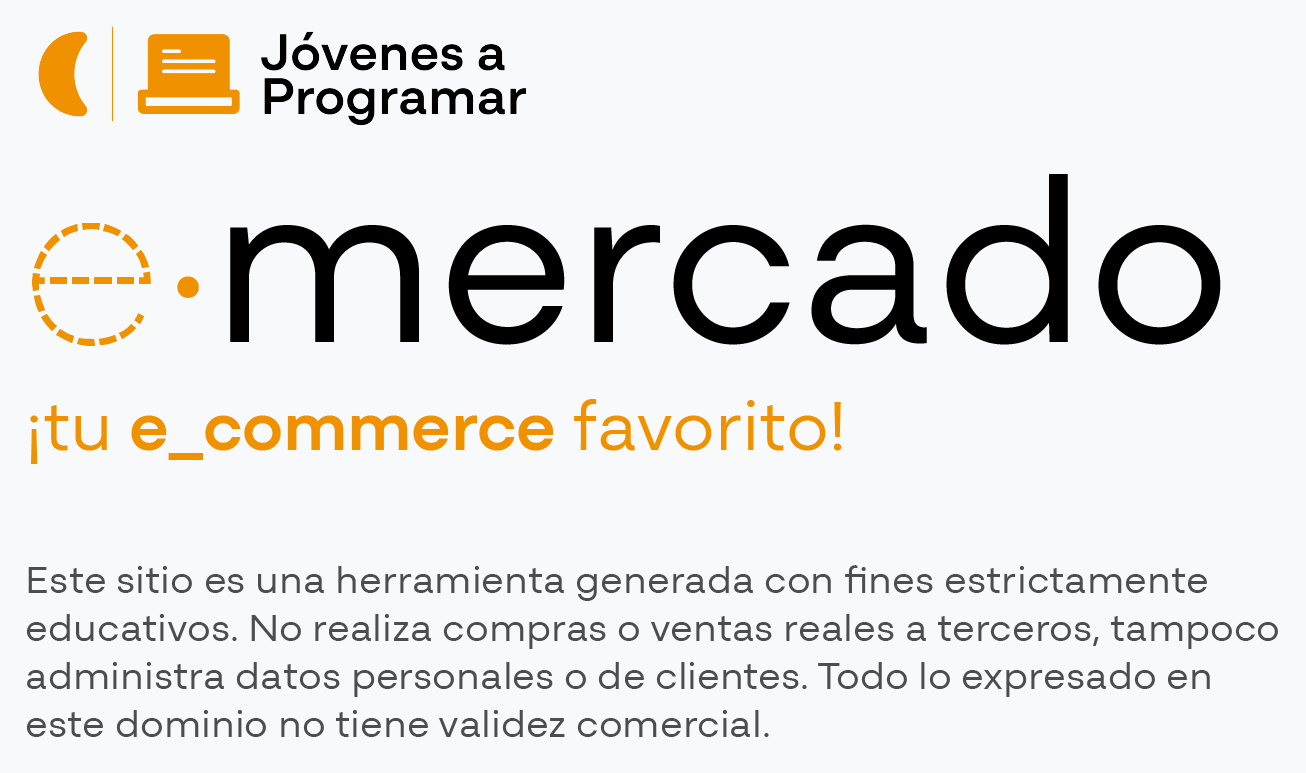 Jóvenes a
Programar
e·mercado
¡tu e_commerce favorito!
Este sitio es una herramienta generada con fines estrictamente
educativos. No realiza compras o ventas reales a terceros, tampoco
administra datos personales o de clientes. Todo lo expresado en
este dominio no tiene validez comercial.